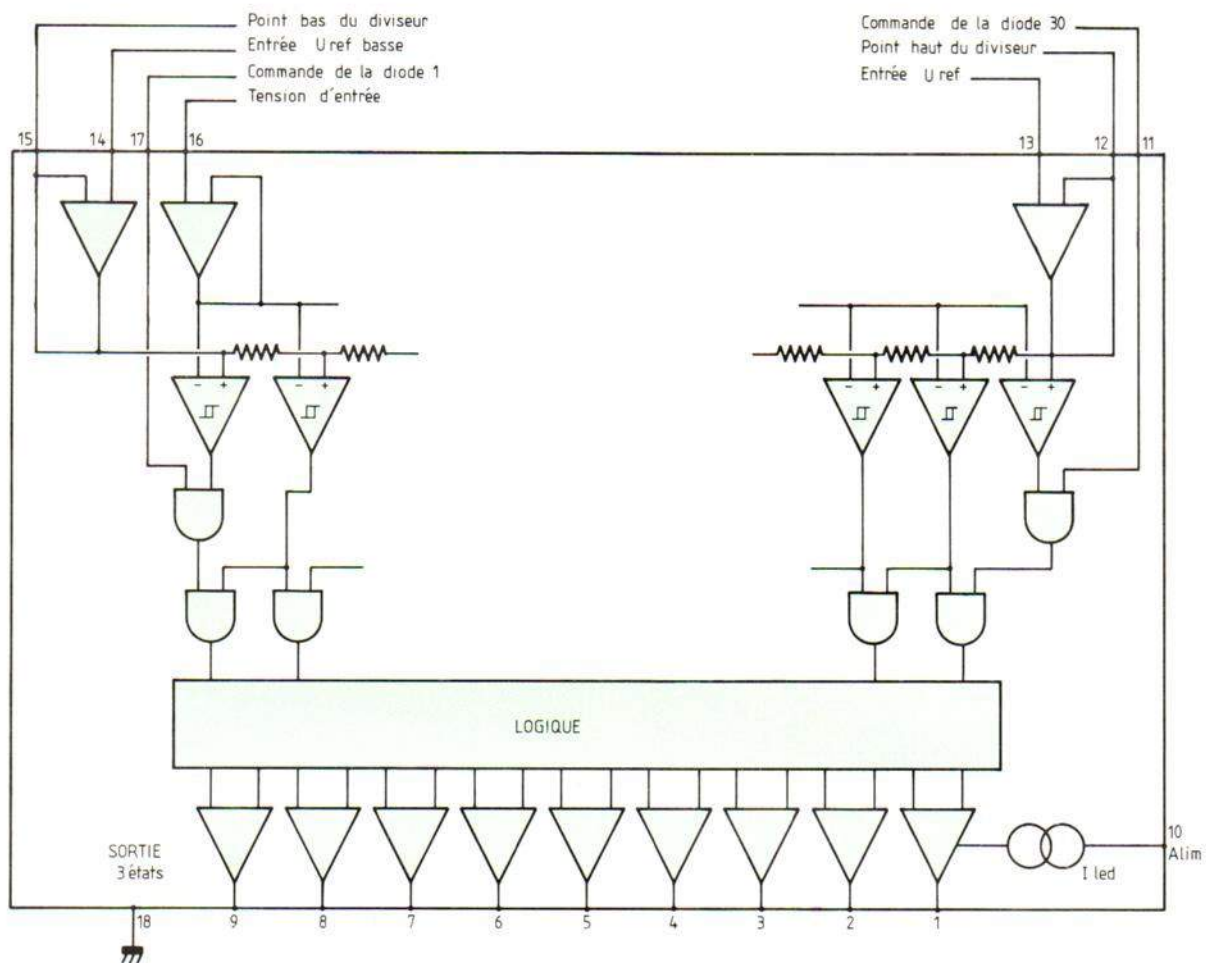 Point bas du diviseur
Entrée U ref basse
Commande de la diode 1
Tension d'entrée
Commande de la diode 30
Point haut du diviseur
Entrée U ref
15 14 17 16 13 12 11
- + - + - + - + - +
LOGIQUE
SORTIE
3 états
10
Alim
I led
18 9 8 7 6 5 4 3 2 1